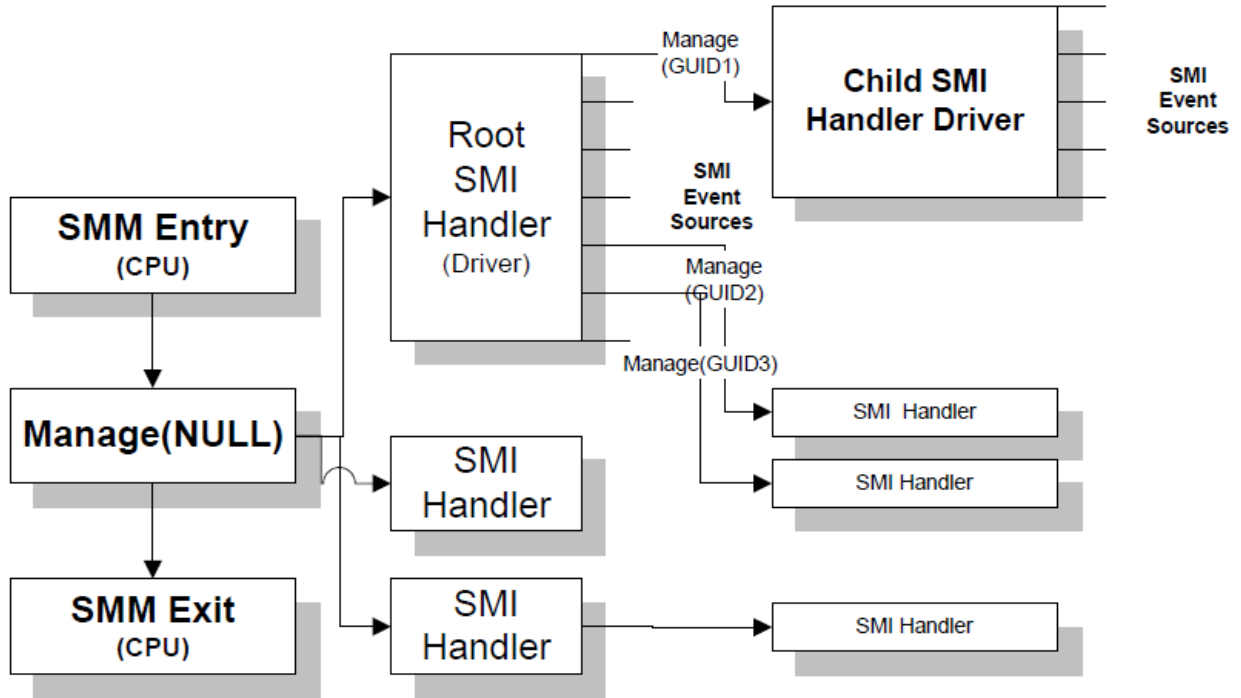 Manage
(GUID1)
Child SMI
Handler Driver
SMI
Event
Sources
Root
SMI
Handler
(Driver)
SMI
Event
Sources
SMM Entry
(CPU)
Manage
(GUID2)
Manage(GUID3)
Manage(NULL)
SMI Handler
SMI
Handler
SMI Handler
SMM Exit
(CPU)
SMI
Handler
SMI Handler